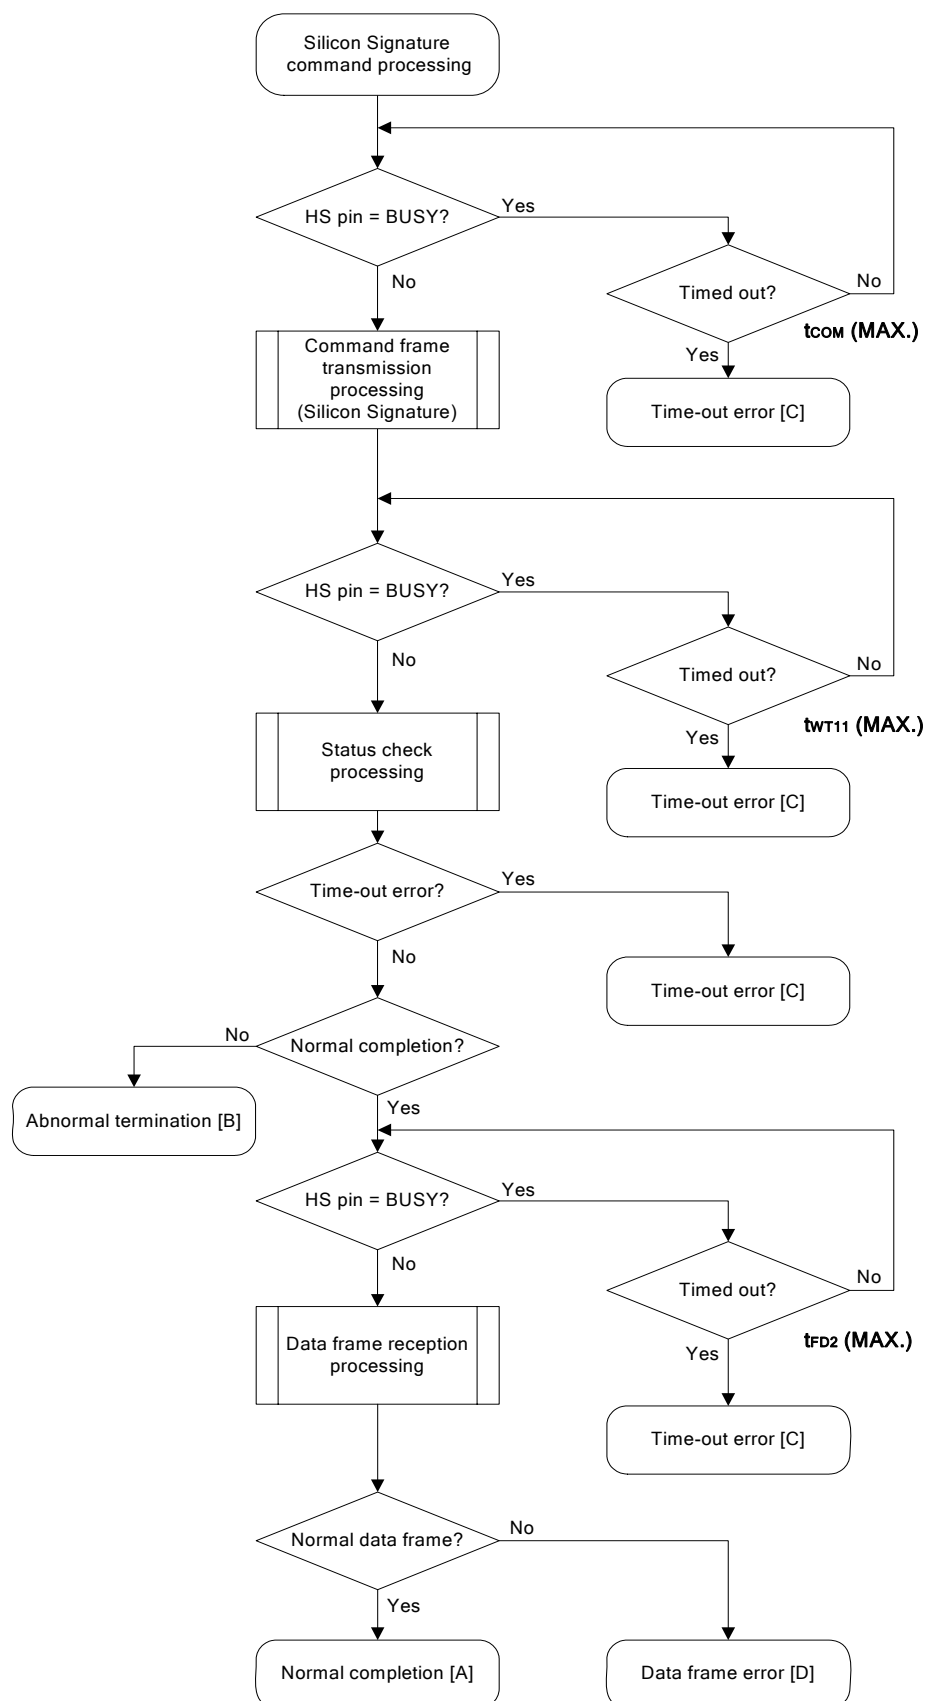 Silicon Signature
command processing
HS pin = BUSY?
Yes
No
Timed out?
No
tCOM (MAX.)
Yes
Command frame
transmission
processing
(Silicon Signature)
Time-out error [C]
HS pin = BUSY?
Yes
No
Timed out?
No
tWT11 (MAX.)
Yes
Status check
processing
Time-out error [C]
Time-out error?
Yes
No
Time-out error [C]
Normal completion?
No
Yes
Abnormal termination [B]
HS pin = BUSY?
Yes
No
Timed out?
No
tFD2 (MAX.)
Yes
Data frame reception
processing
Time-out error [C]
Normal data frame?
No
Yes
Normal completion [A]
Data frame error [D]